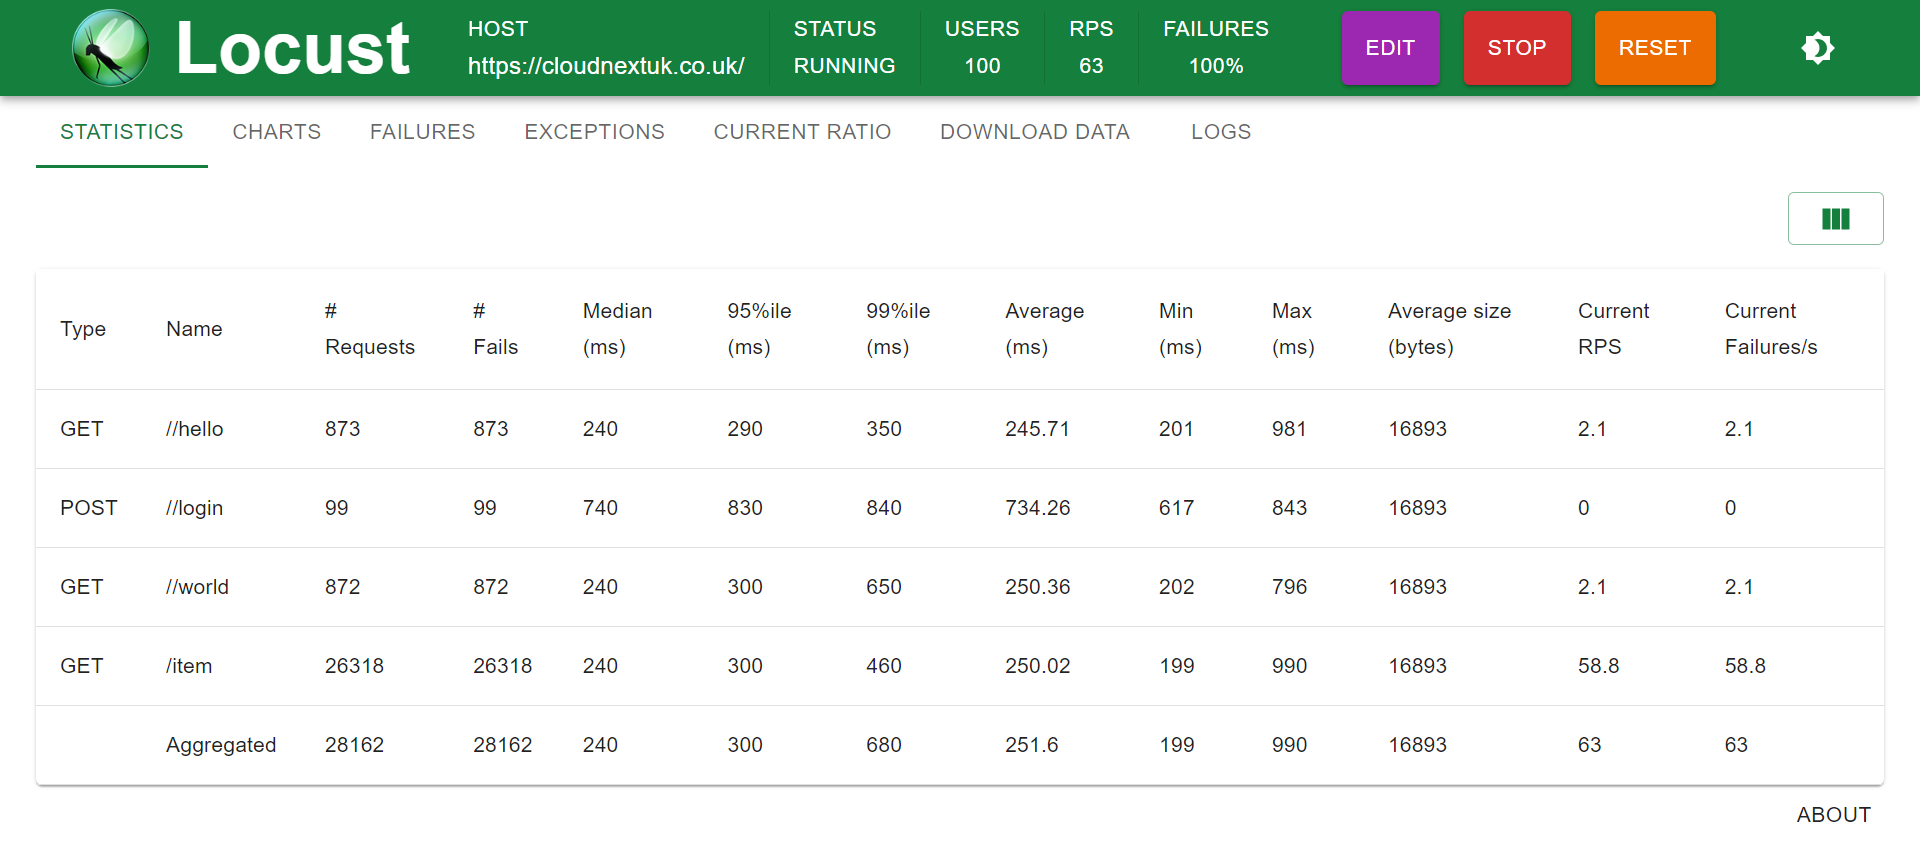 Locust
HOST
https://cloudnextuk.co.uk/
STATUS
RUNNING
USERS
100
RPS
63
FAILURES
100%
EDIT
STOP
RESET
STATISTICS CHARTS FAILURES EXCEPTIONS CURRENT RATIO DOWNLOAD DATA LOGS
Type Name # Requests # Fails Median (ms) 95%ile (ms) 99%ile (ms) Average (ms) Min (ms) Max (ms) Average size (bytes) Current RPS Current Failures/s
GET //hello 873 873 240 290 350 245.71 201 981 16893 2.1 2.1
POST //login 99 99 740 830 840 734.26 617 843 16893 0 0
GET //world 872 872 240 300 650 250.36 202 796 16893 2.1 2.1
GET /item 26318 26318 240 300 460 250.02 199 990 16893 58.8 58.8
Aggregated 28162 28162 240 300 680 251.6 199 990 16893 63 63
ABOUT